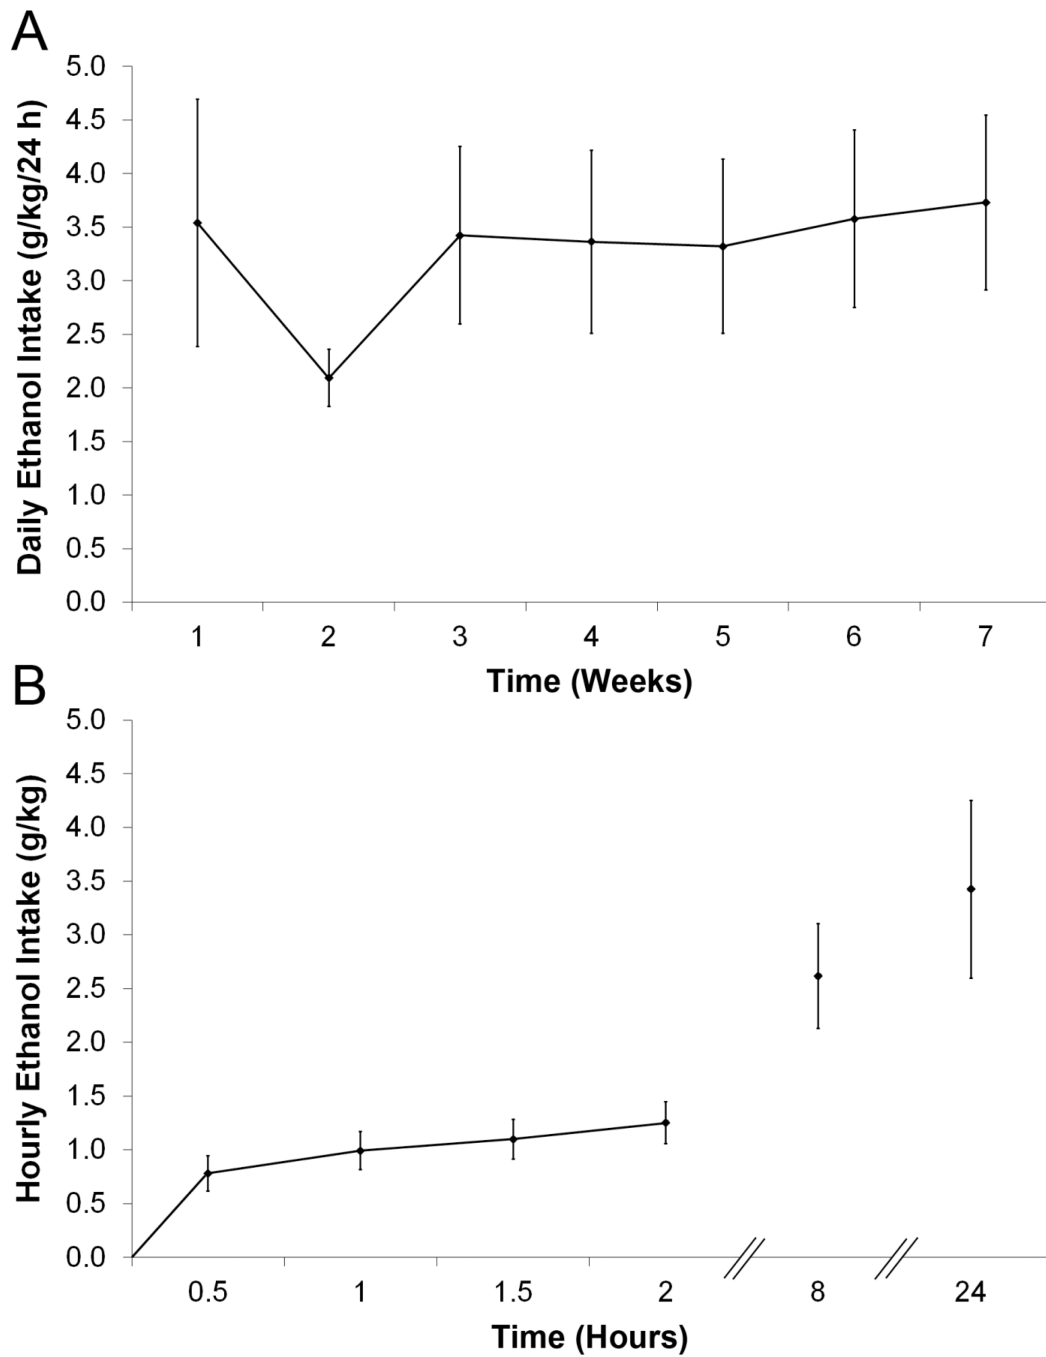 A
Daily Ethanol Intake (g/kg/24 h)
5.0
4.5
4.0
3.5
3.0
2.5
2.0
1.5
1.0
0.5
0.0
1 2 3 4 5 6 7
Time (Weeks)
B
Hourly Ethanol Intake (g/kg)
5.0
4.5
4.0
3.5
3.0
2.5
2.0
1.5
1.0
0.5
0.0
0.5 1 1.5 2 8 24
Time (Hours)